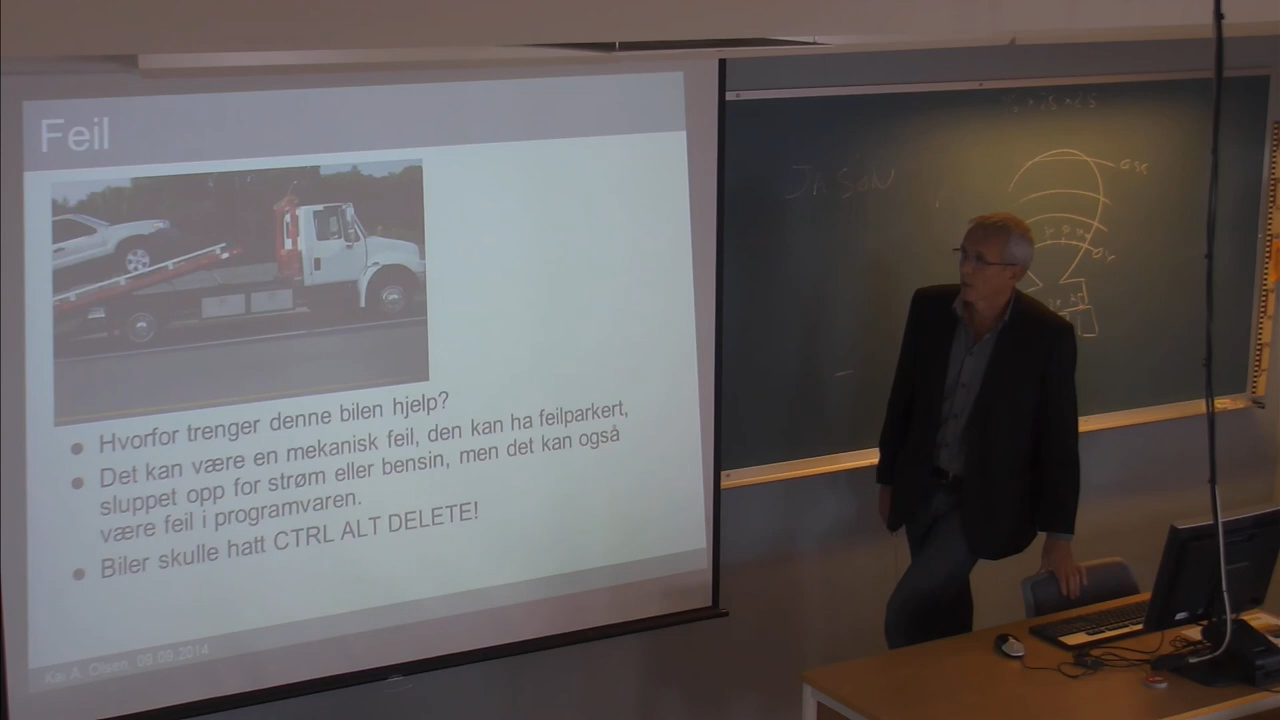 Feil
Hvorfor trenger denne bilen hjelp?
Det kan være en mekanisk feil, den kan ha feilparkert,
sluppet opp for strøm eller bensin, men det kan også
være feil i programvaren.
Biler skulle hatt CTRL ALT DELETE!
Kai A. Olsen, 09.09.2014
JASON